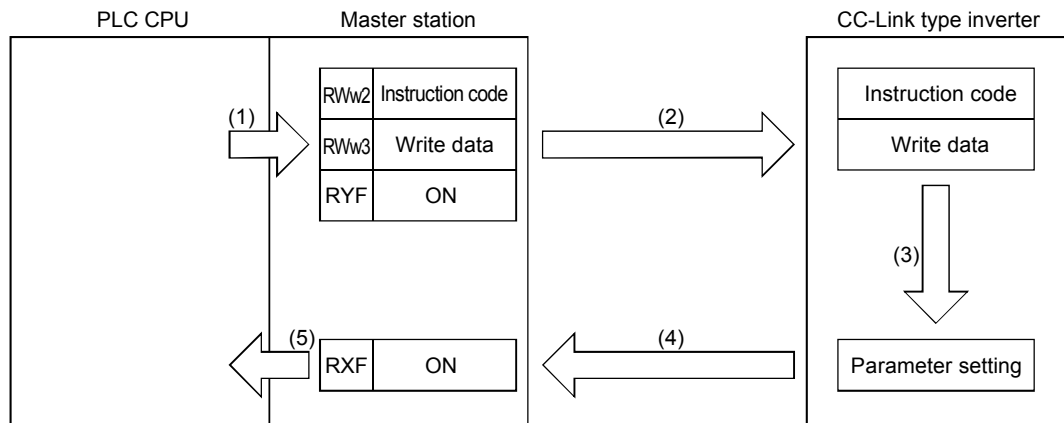 PLC CPU
Master station
CC-Link type inverter
RWw2 Instruction code
(1)
RWw3 Write data
RYF ON
(2)
Instruction code
Write data
(3)
(5)
RXF ON
(4)
Parameter setting